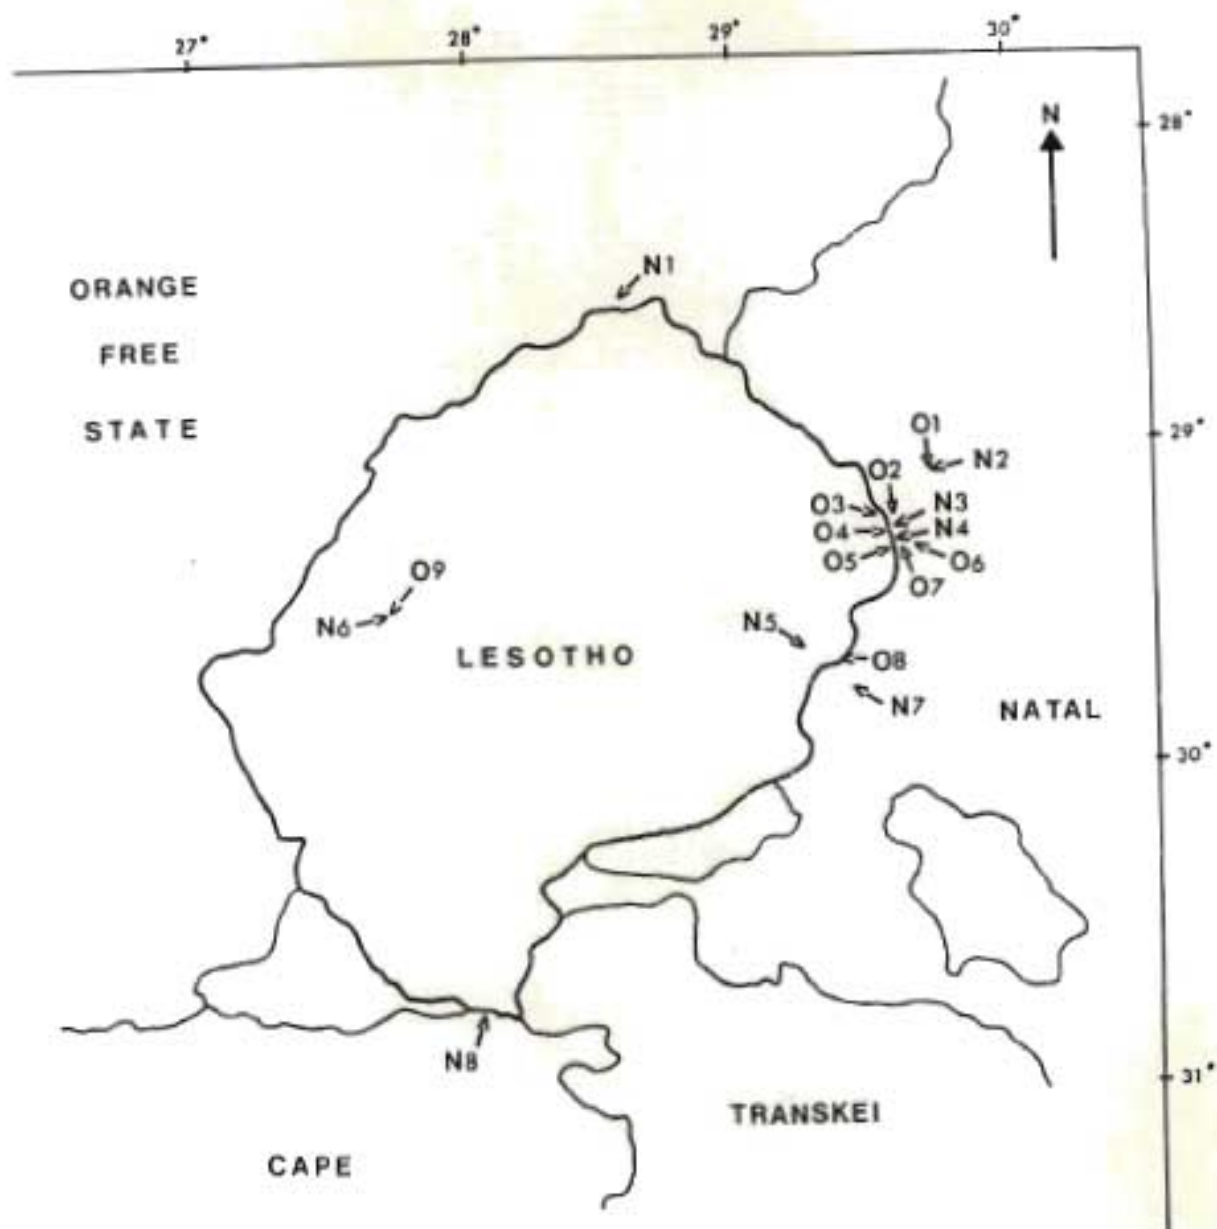 27° 28° 29° 30°
N
28°
N1
ORANGE
FREE
STATE
O1
29°
N2
O2
O3 N3
O4 N4
O5 O6
O7
O9
N6
N5
LESOTHO
O8
N7
NATAL
30°
N8
31°
TRANSKEI
CAPE